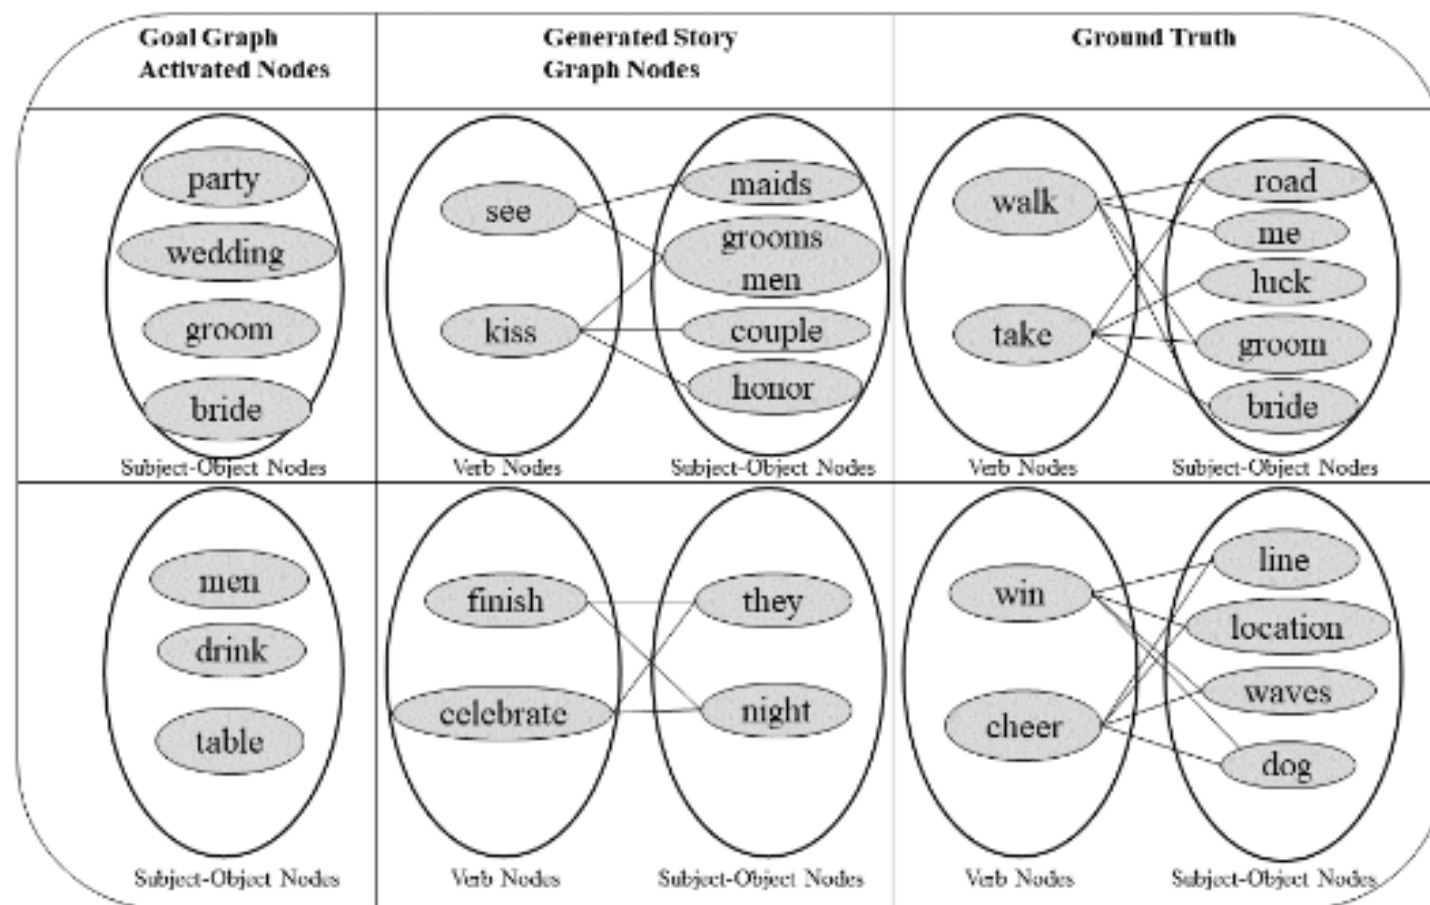 Goal Graph
Activated Nodes
Generated Story
Graph Nodes
Ground Truth
party
wedding
groom
bride
Subject-Object Nodes
see
kiss
Verb Nodes
maids
grooms
men
couple
honor
Subject-Object Nodes
walk
take
Verb Nodes
road
me
luck
groom
bride
Subject-Object Nodes
men
drink
table
Subject-Object Nodes
finish
celebrate
Verb Nodes
they
night
Subject-Object Nodes
win
cheer
Verb Nodes
line
location
waves
dog
Subject-Object Nodes